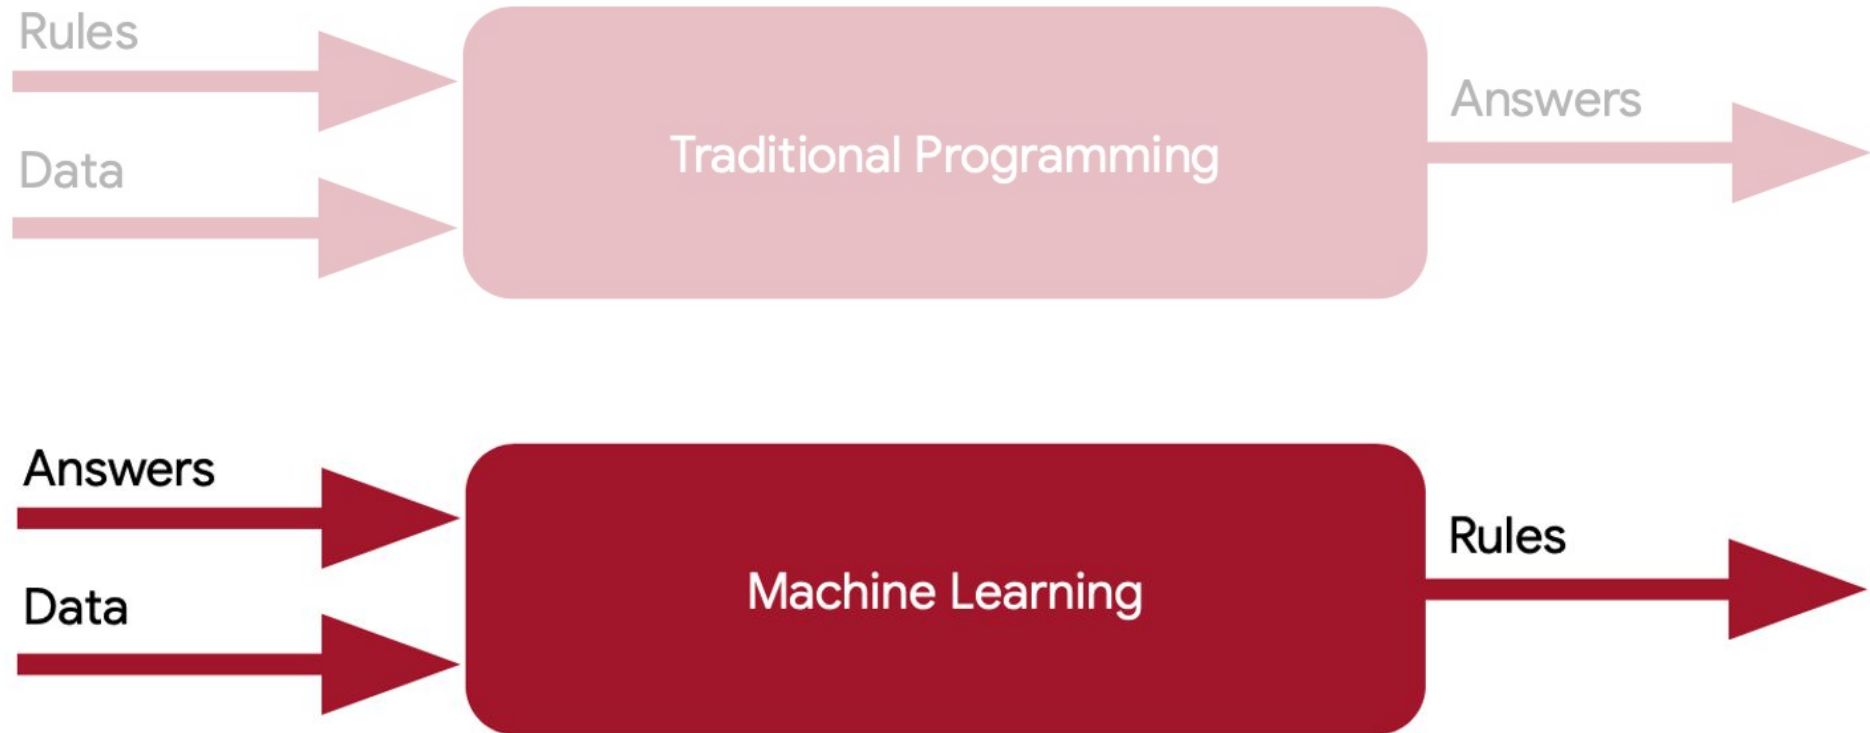 Rules
Data
Traditional Programming
Answers
Answers
Data
Machine Learning
Rules